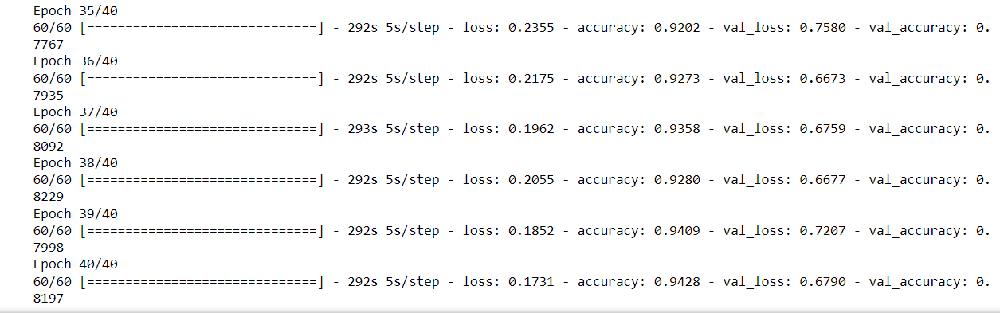 Epoch 35/40
60/60 [==============================] - 292s 5s/step - loss: 0.2355 - accuracy: 0.9202 - val_loss: 0.7580 - val_accuracy: 0.
7767
Epoch 36/40
60/60 [==============================] - 292s 5s/step - loss: 0.2175 - accuracy: 0.9273 - val_loss: 0.6673 - val_accuracy: 0.
7935
Epoch 37/40
60/60 [==============================] - 293s 5s/step - loss: 0.1962 - accuracy: 0.9358 - val_loss: 0.6759 - val_accuracy: 0.
8092
Epoch 38/40
60/60 [==============================] - 292s 5s/step - loss: 0.2055 - accuracy: 0.9280 - val_loss: 0.6677 - val_accuracy: 0.
8229
Epoch 39/40
60/60 [==============================] - 292s 5s/step - loss: 0.1852 - accuracy: 0.9409 - val_loss: 0.7207 - val_accuracy: 0.
7998
Epoch 40/40
60/60 [==============================] - 292s 5s/step - loss: 0.1731 - accuracy: 0.9428 - val_loss: 0.6790 - val_accuracy: 0.
8197